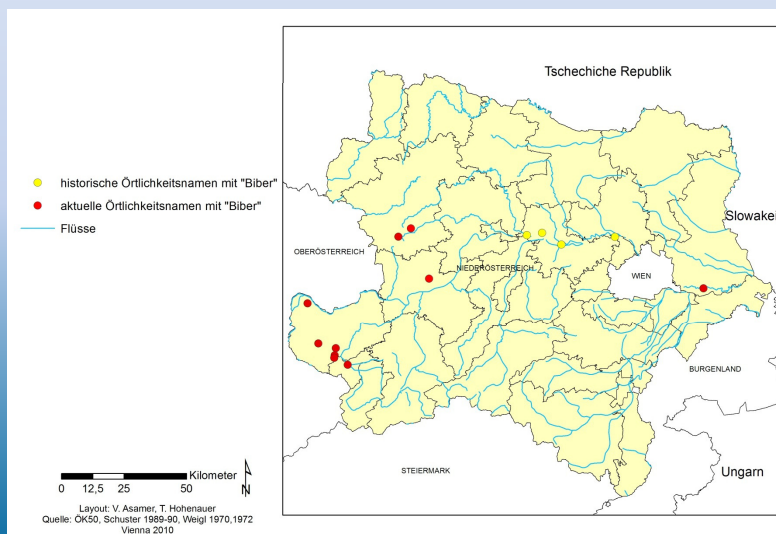 Tschechiche Republik
historische Örtlichkeitsnamen mit "Biber"
aktuelle Örtlichkeitsnamen mit "Biber"
Flüsse
Slowakei
OBERÖSTERREICH
NIEDERÖSTERREICH
WIEN
BURGENLAND
STEIERMARK
Ungarn
Kilometer
0 12,5 25 50
N
Layout: V. Asamer, T. Hohenauer
Quelle: ÖK50, Schuster 1989-90, Weigl 1970,1972
Vienna 2010